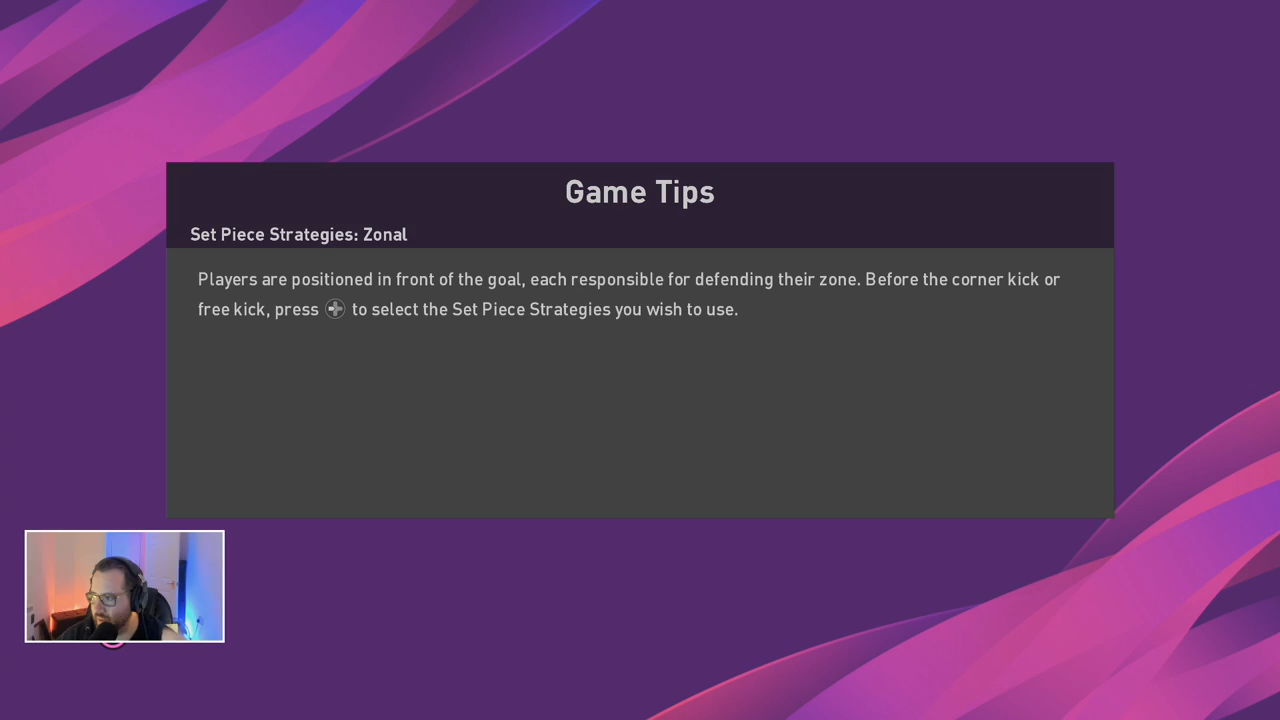 Game Tips
Set Piece Strategies: Zonal
Players are positioned in front of the goal, each responsible for defending their zone. Before the corner kick or
free kick, press to select the Set Piece Strategies you wish to use.